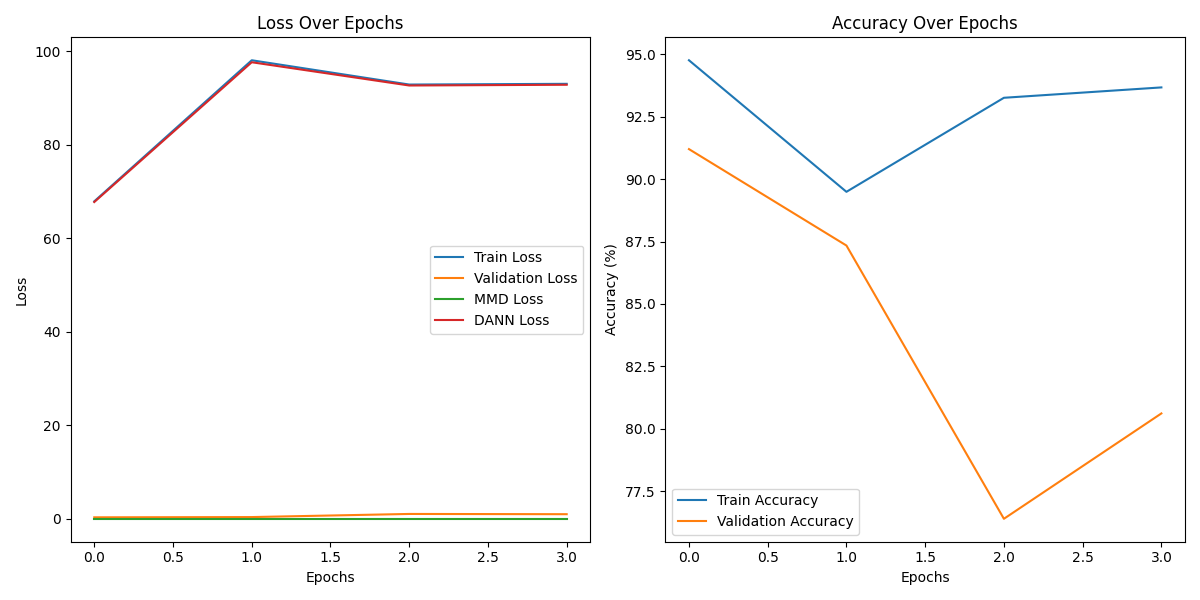 Loss Over Epochs
100
80
60
40
20
0
Loss
Train Loss
Validation Loss
MMD Loss
DANN Loss
0.0 0.5 1.0 1.5 2.0 2.5 3.0
Epochs
Accuracy Over Epochs
95.0
92.5
90.0
87.5
85.0
82.5
80.0
77.5
Accuracy (%)
Train Accuracy
Validation Accuracy
0.0 0.5 1.0 1.5 2.0 2.5 3.0
Epochs